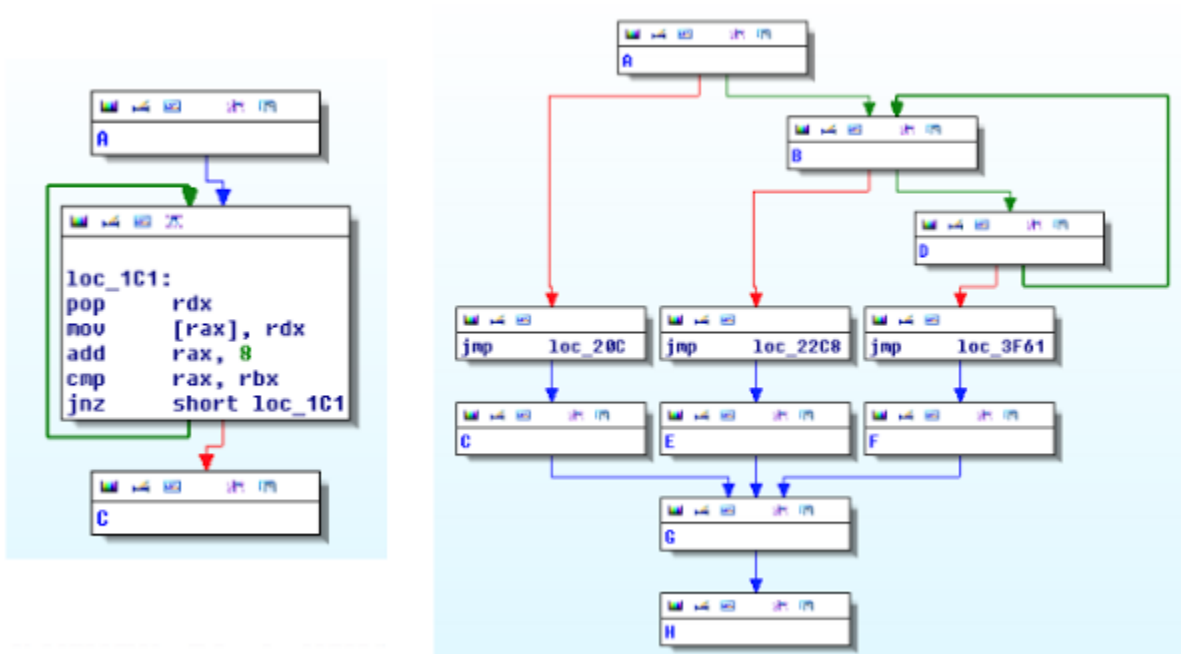 A
loc_1C1:
pop rdx
mov [rax], rdx
add rax, 8
cmp rax, rbx
jnz short loc_1C1
C
A
B
D
jmp loc_20C
jmp loc_22C8
jmp loc_3F61
C
E
F
G
H